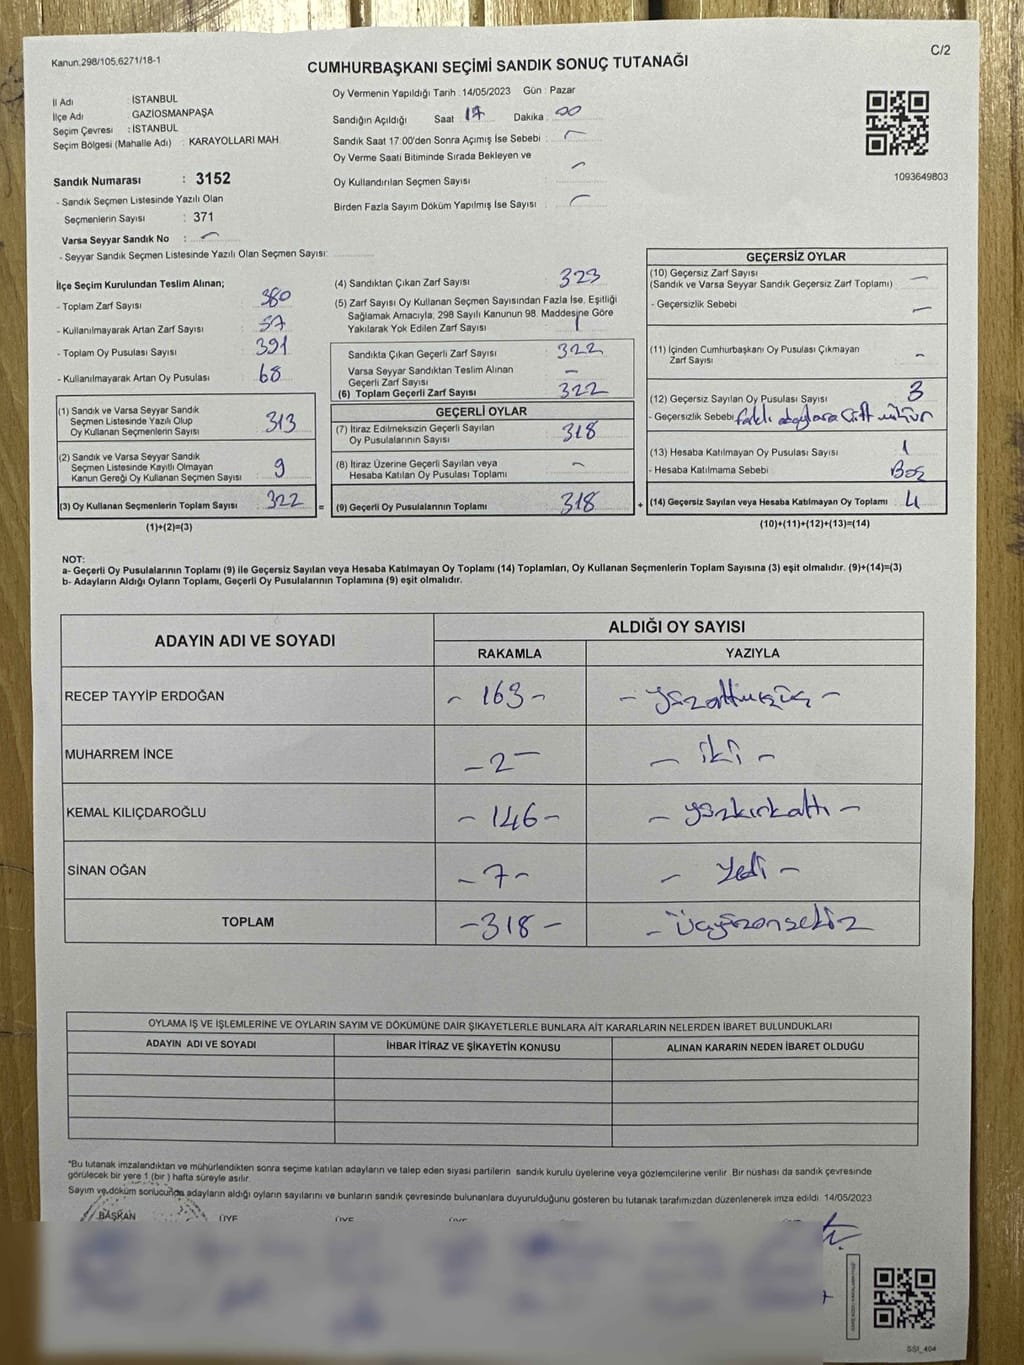 Kanun.298/105,6271/18-1
C/2
CUMHURBAŞKANI SEÇİMİ SANDIK SONUÇ TUTANAĞI
İl Adı : İSTANBUL
İlçe Adı : GAZİOSMANPAŞA
Seçim Çevresi : İSTANBUL
Seçim Bölgesi (Mahalle Adı) : KARAYOLLARI MAH
Sandık Numarası : 3152
- Sandık Seçmen Listesinde Yazılı Olan
Seçmenlerin Sayısı : 371
Varsa Seyyar Sandık No : -
- Seyyar Sandık Seçmen Listesinde Yazılı Olan Seçmen Sayısı:
Oy Vermenin Yapıldığı Tarih : 14/05/2023 Gün : Pazar
Sandığın Açıldığı Saat 17 Dakika : 00
Sandık Saat 17:00'den Sonra Açımış İse Sebebi : -
Oy Verme Saati Bitiminde Sırada Bekleyen ve
Oy Kullandırılan Seçmen Sayısı : -
Birden Fazla Sayım Döküm Yapılmış İse Sayısı : -
1093649803
İlçe Seçim Kurulundan Teslim Alınan;
- Toplam Zarf Sayısı : 380
- Kullanılmayarak Artan Zarf Sayısı : 57
- Toplam Oy Pusulası Sayısı : 391
- Kullanılmayarak Artan Oy Pusulası : 68
(1) Sandık ve Varsa Seyyar Sandık
Seçmen Listesinde Yazılı Olup
Oy Kullanan Seçmenlerin Sayısı : 313
(2) Sandık ve Varsa Seyyar Sandık
Seçmen Listesinde Kayıtlı Olmayan
Kanun Gereği Oy Kullanan Seçmen Sayısı : 9
(3) Oy Kullanan Seçmenlerin Toplam Sayısı : 322 =
(1)+(2)=(3)
(4) Sandıktan Çıkan Zarf Sayısı : 323
(5) Zarf Sayısı Oy Kullanan Seçmen Sayısından Fazla İse, Eşitliği
Sağlamak Amacıyla; 298 Sayılı Kanunun 98. Maddesine Göre
Yakılarak Yok Edilen Zarf Sayısı : 1
Sandıkta Çıkan Geçerli Zarf Sayısı : 322
Varsa Seyyar Sandıktan Teslim Alınan
Geçerli Zarf Sayısı : -
(6) Toplam Geçerli Zarf Sayısı : 322
GEÇERLİ OYLAR
(7) İtiraz Edilmeksizin Geçerli Sayılan
Oy Pusulalarının Sayısı : 318
(8) İtiraz Üzerine Geçerli Sayılan veya
Hesaba Katılan Oy Pusulası Toplamı : -
(9) Geçerli Oy Pusulalarının Toplamı : 318 +
GEÇERSİZ OYLAR
(10) Geçersiz Zarf Sayısı : -
(Sandık ve Varsa Seyyar Sandık Geçersiz Zarf Toplamı)
- Geçersizlik Sebebi : -
(11) İçinden Cumhurbaşkanı Oy Pusulası Çıkmayan
Zarf Sayısı : -
(12) Geçersiz Sayılan Oy Pusulası Sayısı : 3
- Geçersizlik Sebebi : farklı adaylara çift mühür
(13) Hesaba Katılmayan Oy Pusulası Sayısı : 1
- Hesaba Katılmama Sebebi : Boş
(14) Geçersiz Sayılan veya Hesaba Katılmayan Oy Toplamı : 4
(10)+(11)+(12)+(13)=(14)
NOT:
a- Geçerli Oy Pusulalarının Toplamı (9) ile Geçersiz Sayılan veya Hesaba Katılmayan Oy Toplamı (14) Toplamları, Oy Kullanan Seçmenlerin Toplam Sayısına (3) eşit olmalıdır. (9)+(14)=(3)
b- Adayların Aldığı Oyların Toplamı, Geçerli Oy Pusulalarının Toplamına (9) eşit olmalıdır.
ADAYIN ADI VE SOYADI
ALDIĞI OY SAYISI
RAKAMLA YAZIYLA
RECEP TAYYİP ERDOĞAN - 163 - - yüzaltmışüç -
MUHARREM İNCE - 2 - - iki -
KEMAL KILIÇDAROĞLU - 146 - - yüzkırkaltı -
SİNAN OĞAN - 7 - - yedi -
TOPLAM - 318 - - Üçyüzonsekiz
OYLAMA İŞ VE İŞLEMLERİNE VE OYLARIN SAYIM VE DÖKÜMÜNE DAİR ŞİKAYETLERLE BUNLARA AİT KARARLARIN NELERDEN İBARET BULUNDUKLARI
ADAYIN ADI VE SOYADI İHBAR İTİRAZ VE ŞİKAYETİN KONUSU ALINAN KARARIN NEDEN İBARET OLDUĞU
*Bu tutanak imzalandıktan ve mühürlendikten sonra seçime katılan adayların ve talep eden siyasi partilerin sandık kurulu üyelerine veya gözlemcilerine verilir. Bir nüshası da sandık çevresinde
görülecek bir yere 1 (bir ) hafta süreyle asılır.
Sayım ve döküm sonucunda adayların aldığı oyların sayılarını ve bunların sandık çevresinde bulunanlara duyurulduğunu gösteren bu tutanak tarafımızdan düzenlenerek imza edildi. 14/05/2023
BAŞKAN ÜYE ÜYE ÜYE
SSI_404